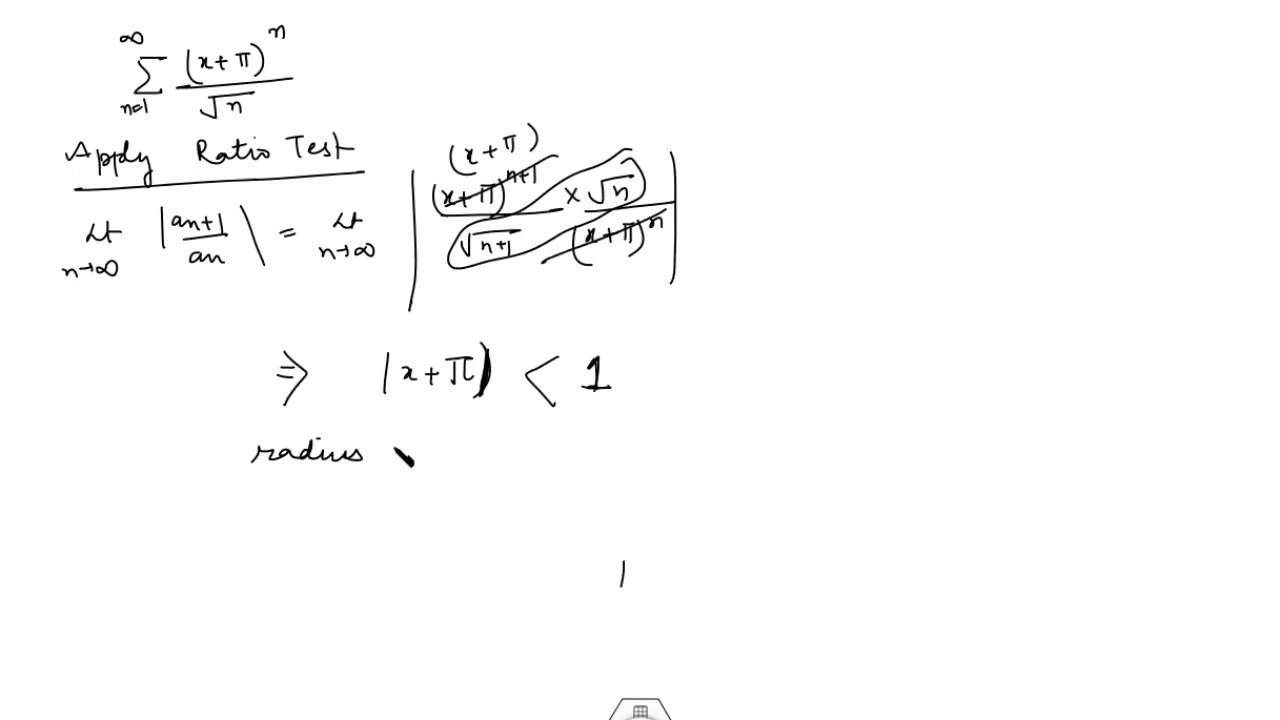 ∞
∑ (x+π)^n / √n
n=1
Apply Ratio Test
Lt n→∞ |an+1 / an| = Lt n→∞ | (x+π) (x+π)^n+1 / √n+1 × √n / (x+π)^n |
⇒ |x+π| < 1
radius